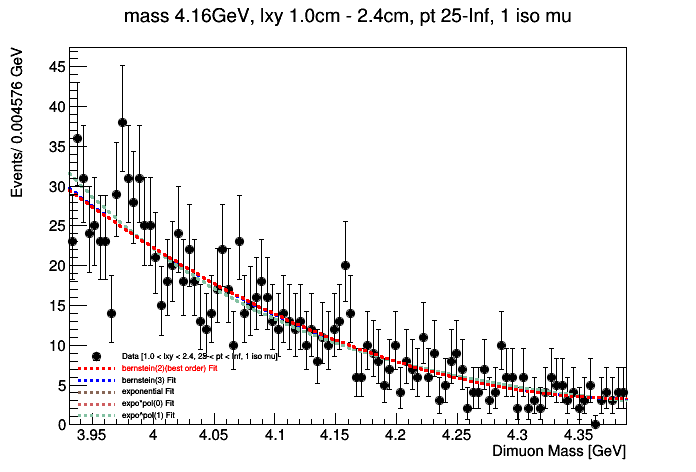 mass 4.16GeV, lxy 1.0cm - 2.4cm, pt 25-Inf, 1 iso mu
Events/ 0.004576 GeV
45
40
35
30
25
20
15
10
5
0
Data [1.0 < lxy < 2.4, 25 < pt < Inf, 1 iso mu]
bernstein(2)(best order) Fit
bernstein(3) Fit
exponential Fit
expo*pol(0) Fit
expo*pol(1) Fit
3.95 4 4.05 4.1 4.15 4.2 4.25 4.3 4.35
Dimuon Mass [GeV]